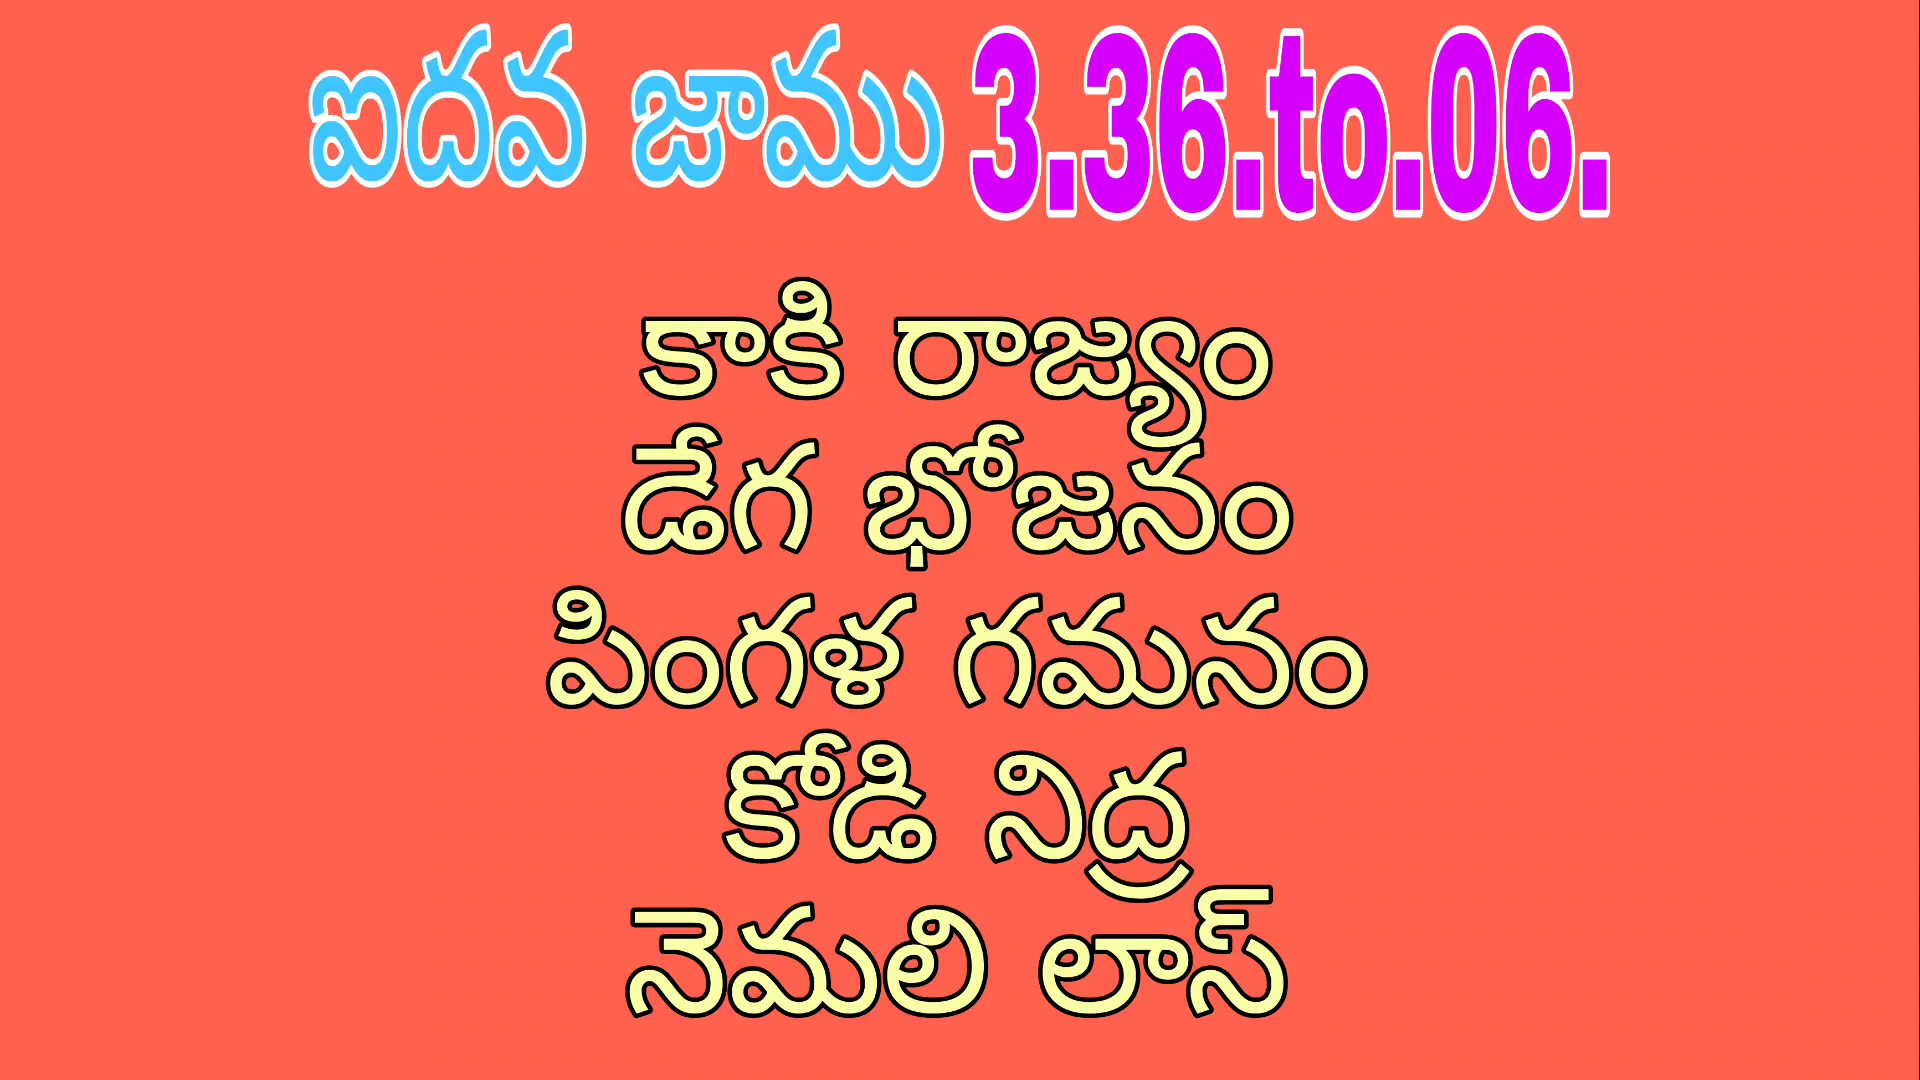 ఐదవ జాము 3.36.to.06.
కాకి రాజ్యం
డేగ భోజనం
పింగళ గమనం
కోడి నిద్ర
నెమలి లాస్